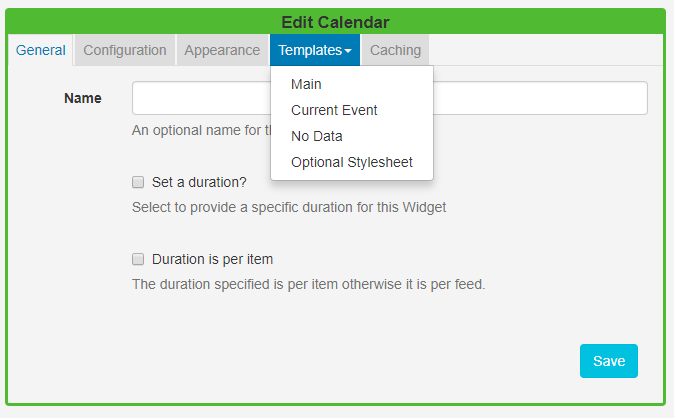 Edit Calendar
General Configuration Appearance Templates Caching
Main
Current Event
No Data
Optional Stylesheet
Name
An optional name for
Set a duration?
Select to provide a specific duration for this Widget
Duration is per item
The duration specified is per item otherwise it is per feed.
Save